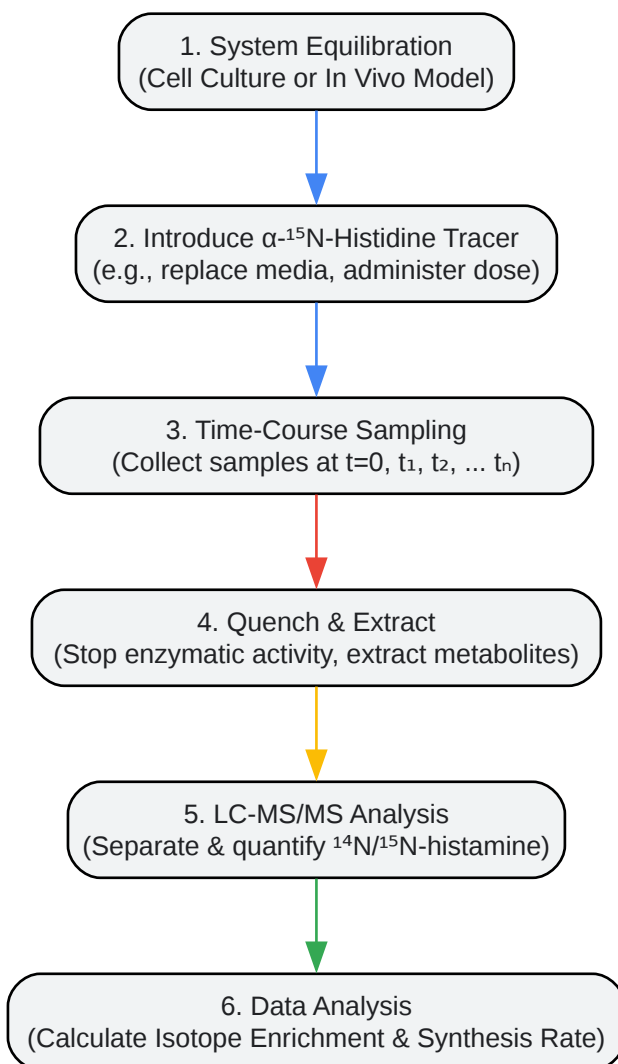 1. System Equilibration
(Cell Culture or In Vivo Model)
2. Introduce α-¹⁵N-Histidine Tracer
(e.g., replace media, administer dose)
3. Time-Course Sampling
(Collect samples at t=0, t₁, t₂, ... tₙ)
4. Quench & Extract
(Stop enzymatic activity, extract metabolites)
5. LC-MS/MS Analysis
(Separate & quantify ¹⁴N/¹⁵N-histamine)
6. Data Analysis
(Calculate Isotope Enrichment & Synthesis Rate)